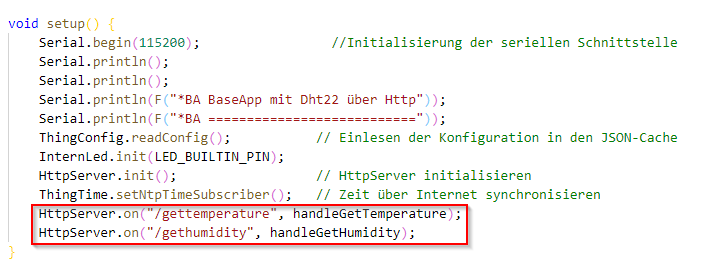 void setup() {
Serial.begin(115200); //Initialisierung der seriellen Schnittstelle
Serial.println();
Serial.println();
Serial.println(F("*BA BaseApp mit Dht22 über Http"));
Serial.println(F("*BA ==========================="));
ThingConfig.readConfig(); // Einlesen der Konfiguration in den JSON-Cache
InternLed.init(LED_BUILTIN_PIN);
HttpServer.init(); // HttpServer initialisieren
ThingTime.setNtpTimeSubscriber(); // Zeit über Internet synchronisieren
HttpServer.on("/gettemperature", handleGetTemperature);
HttpServer.on("/gethumidity", handleGetHumidity);
}